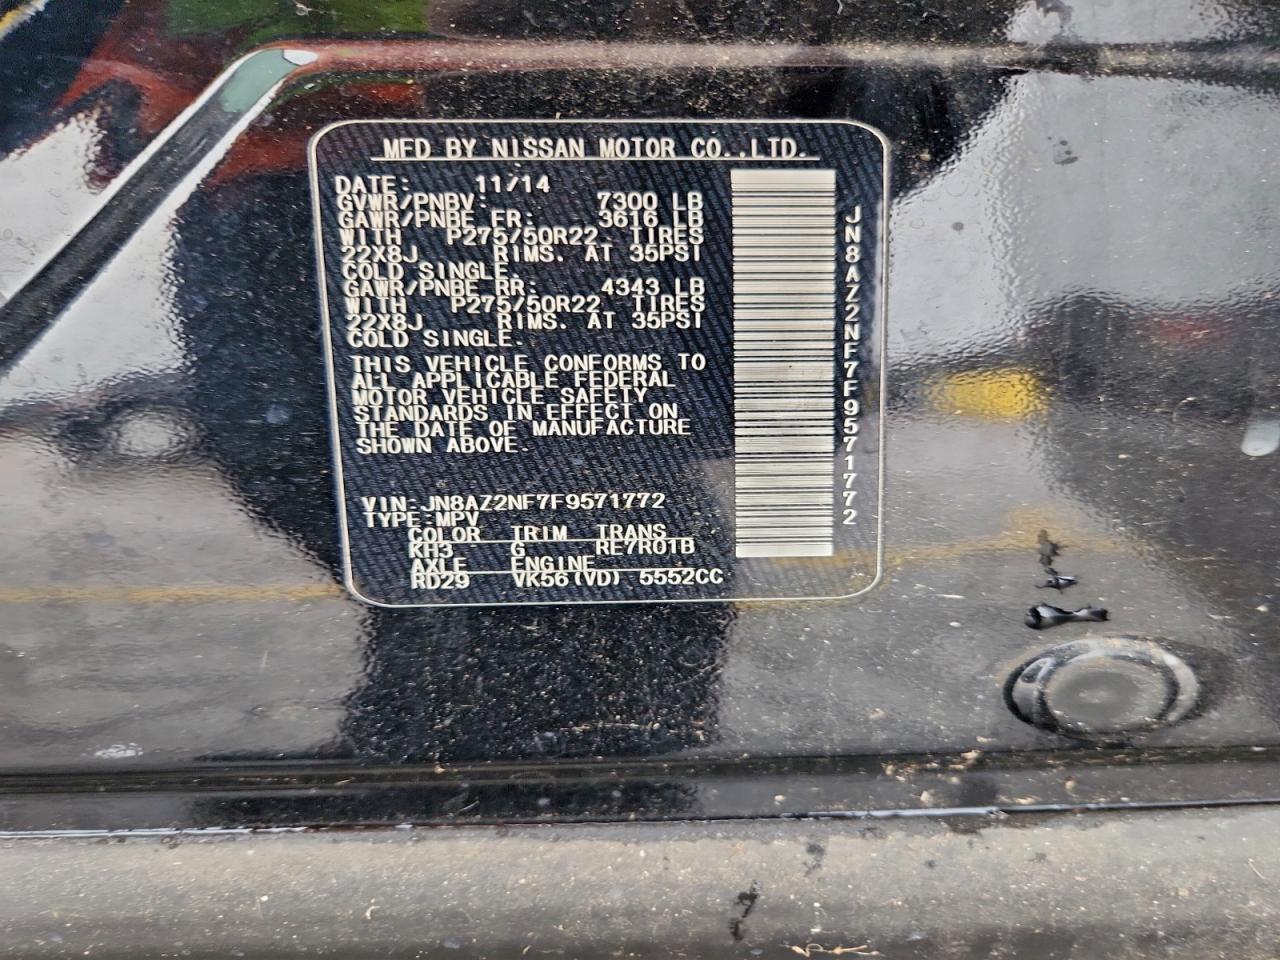 MFD BY NISSAN MOTOR CO.,LTD.
DATE: 11/14
GVWR/PNBV: 7300 LB
GAWR/PNBE FR: 3616 LB
WITH P275/50R22 TIRES
22X8J RIMS. AT 35PSI
COLD SINGLE.
GAWR/PNBE RR: 4343 LB
WITH P275/50R22 TIRES
22X8J RIMS. AT 35PSI
COLD SINGLE.
THIS VEHICLE CONFORMS TO
ALL APPLICABLE FEDERAL
MOTOR VEHICLE SAFETY
STANDARDS IN EFFECT ON
THE DATE OF MANUFACTURE
SHOWN ABOVE.
VIN:JN8AZ2NF7F9571772
TYPE:MPV
COLOR TRIM TRANS
KH3 G RE7R01B
AXLE ENGINE
RD29 VK56(VD) 5552CC
JN8AZ2NF7F9571772